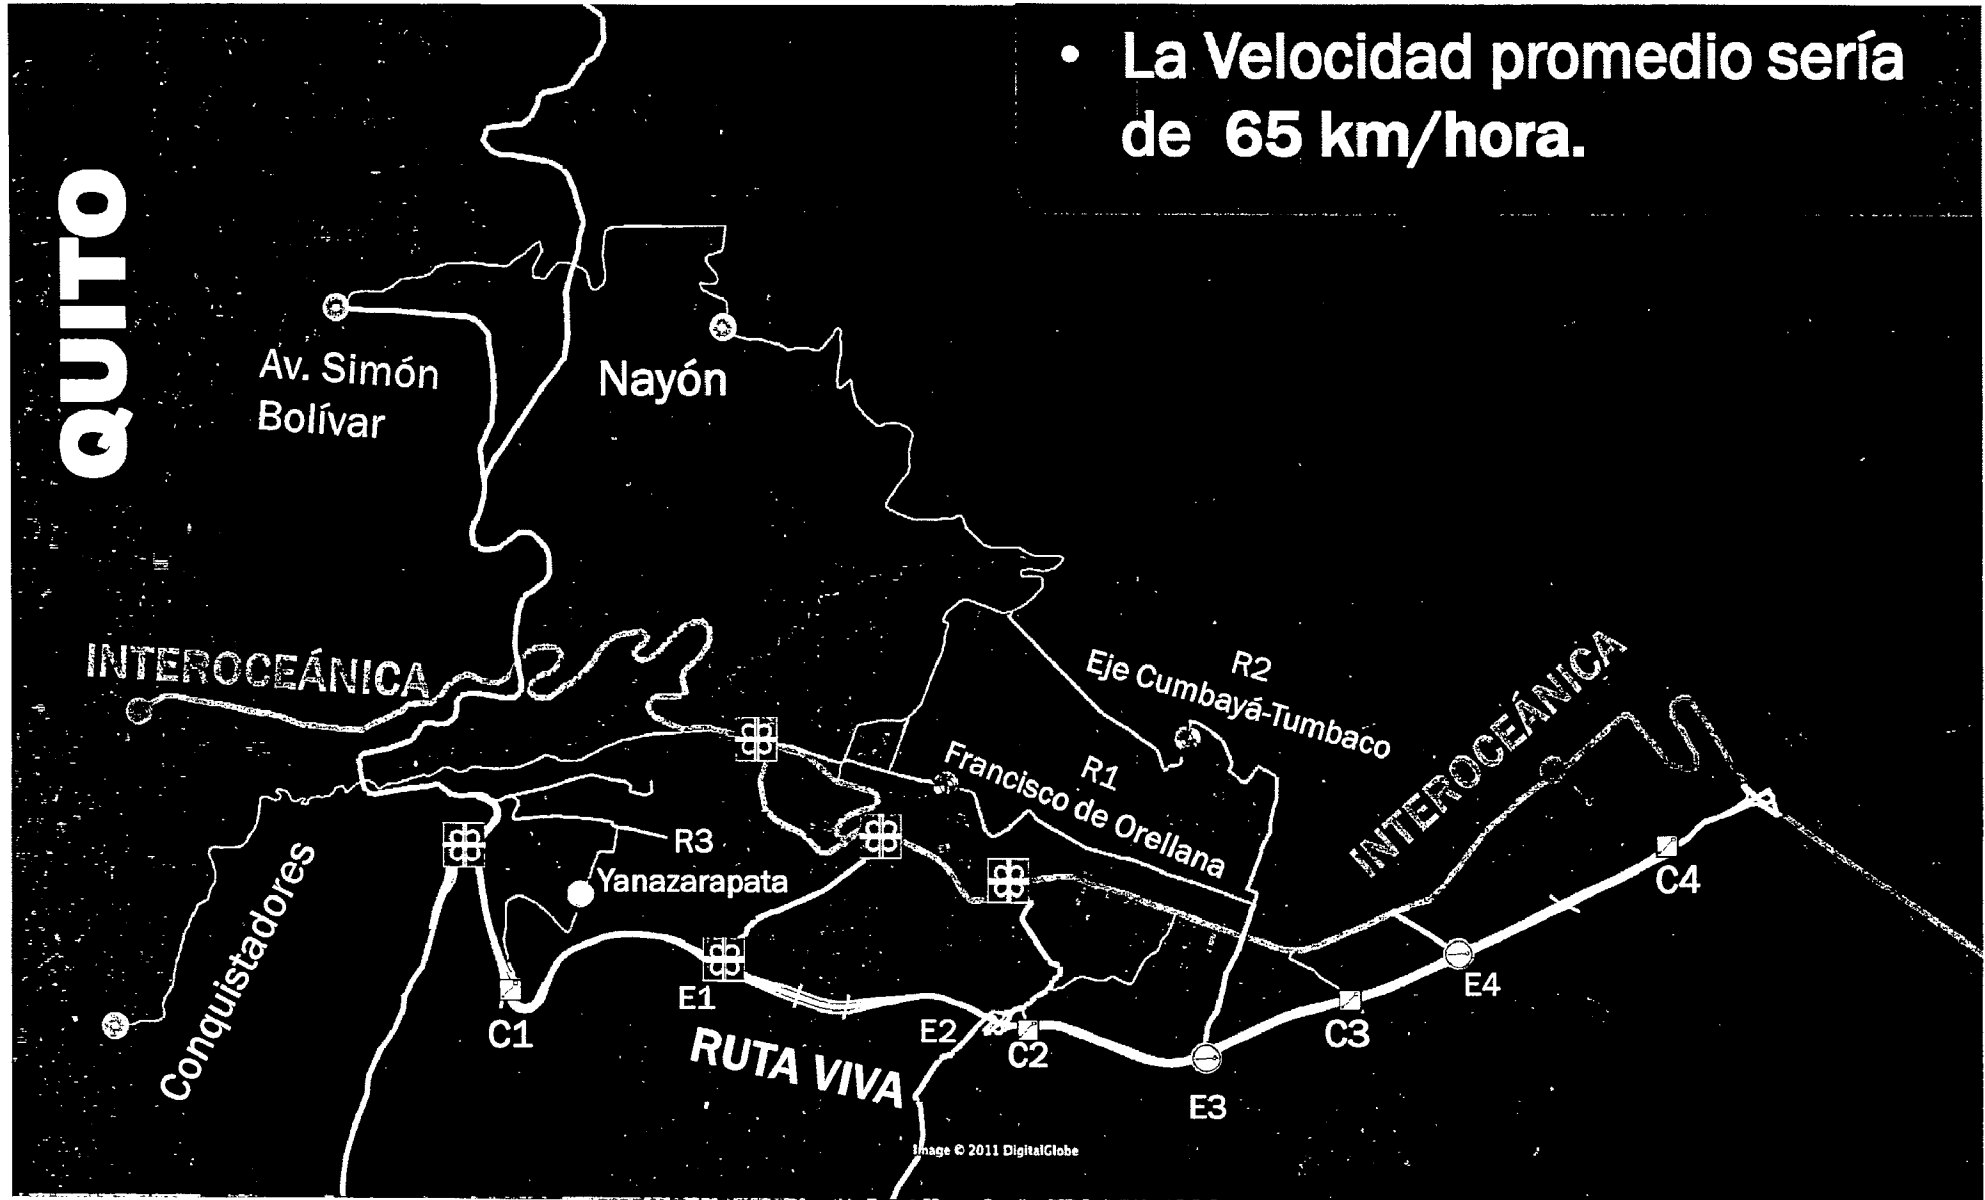 • La Velocidad promedio sería
de 65 km/hora.
QUITO
Av. Simón
Bolívar
Nayón
INTEROCEÁNICA
R2
Eje Cumbayá-Tumbaco
R1
Francisco de Orellana
INTEROCEÁNICA
R3
Yanazarapata
Conquistadores
C4
E1
E4
C1
E2
C2
C3
RUTA VIVA
E3
Image © 2011 DigitalGlobe